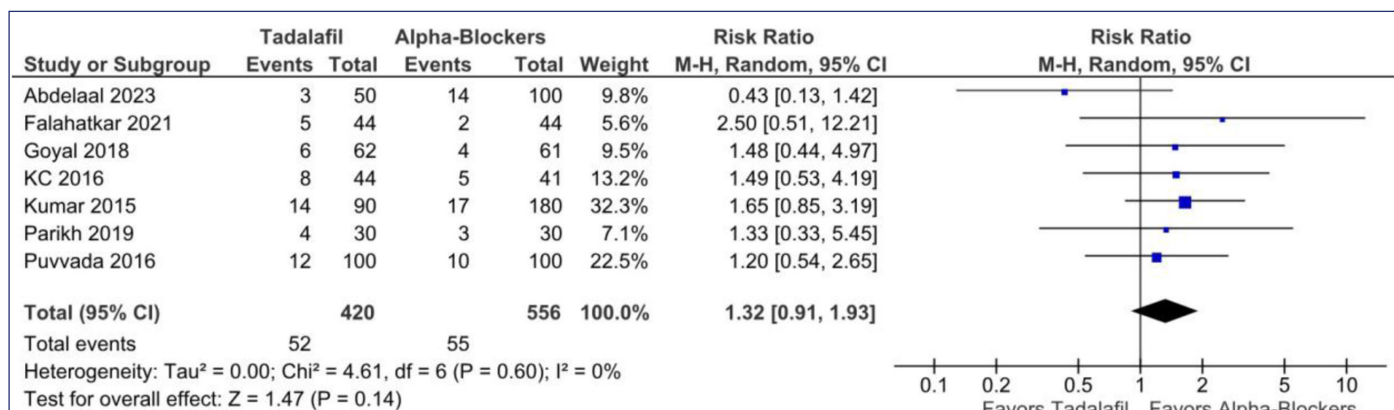 Tadalafil Alpha-Blockers Risk Ratio Risk Ratio
Study or Subgroup Events Total Events Total Weight M-H, Random, 95% CI M-H, Random, 95% CI
Abdelaal 2023 3 50 14 100 9.8% 0.43 [0.13, 1.42]
Falahatkar 2021 5 44 2 44 5.6% 2.50 [0.51, 12.21]
Goyal 2018 6 62 4 61 9.5% 1.48 [0.44, 4.97]
KC 2016 8 44 5 41 13.2% 1.49 [0.53, 4.19]
Kumar 2015 14 90 17 180 32.3% 1.65 [0.85, 3.19]
Parikh 2019 4 30 3 30 7.1% 1.33 [0.33, 5.45]
Puvvada 2016 12 100 10 100 22.5% 1.20 [0.54, 2.65]
Total (95% CI) 420 556 100.0% 1.32 [0.91, 1.93]
Total events 52 55
Heterogeneity: Tau² = 0.00; Chi² = 4.61, df = 6 (P = 0.60); I² = 0%
Test for overall effect: Z = 1.47 (P = 0.14)
0.1 0.2 0.5 1 2 5 10
Favors Tadalafil Favors Alpha-Blockers